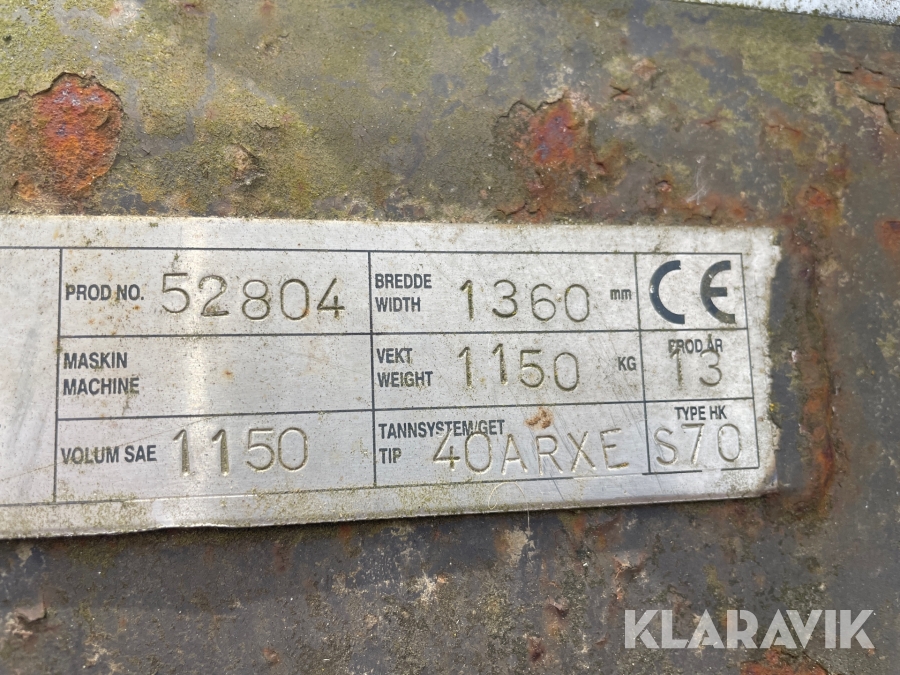 PROD NO. 52804
BREDDE
WIDTH 1360 mm
CE
MASKIN
MACHINE
VEKT
WEIGHT 1150 KG
PROD ÅR
13
VOLUM SAE 1150
TANNSYSTEM/GET
TIP 40ARXE
TYPE HK
S70
KLARAVIK